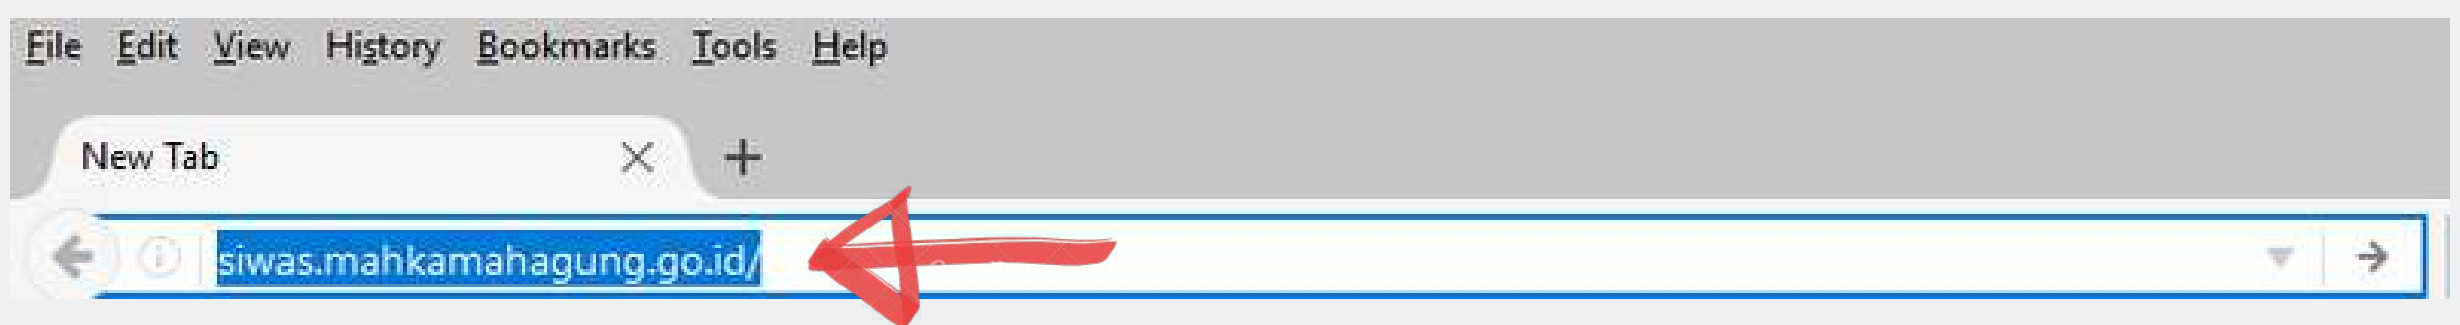 File Edit View History Bookmarks Tools Help
New Tab
siwas.mahkamahagung.go.id/